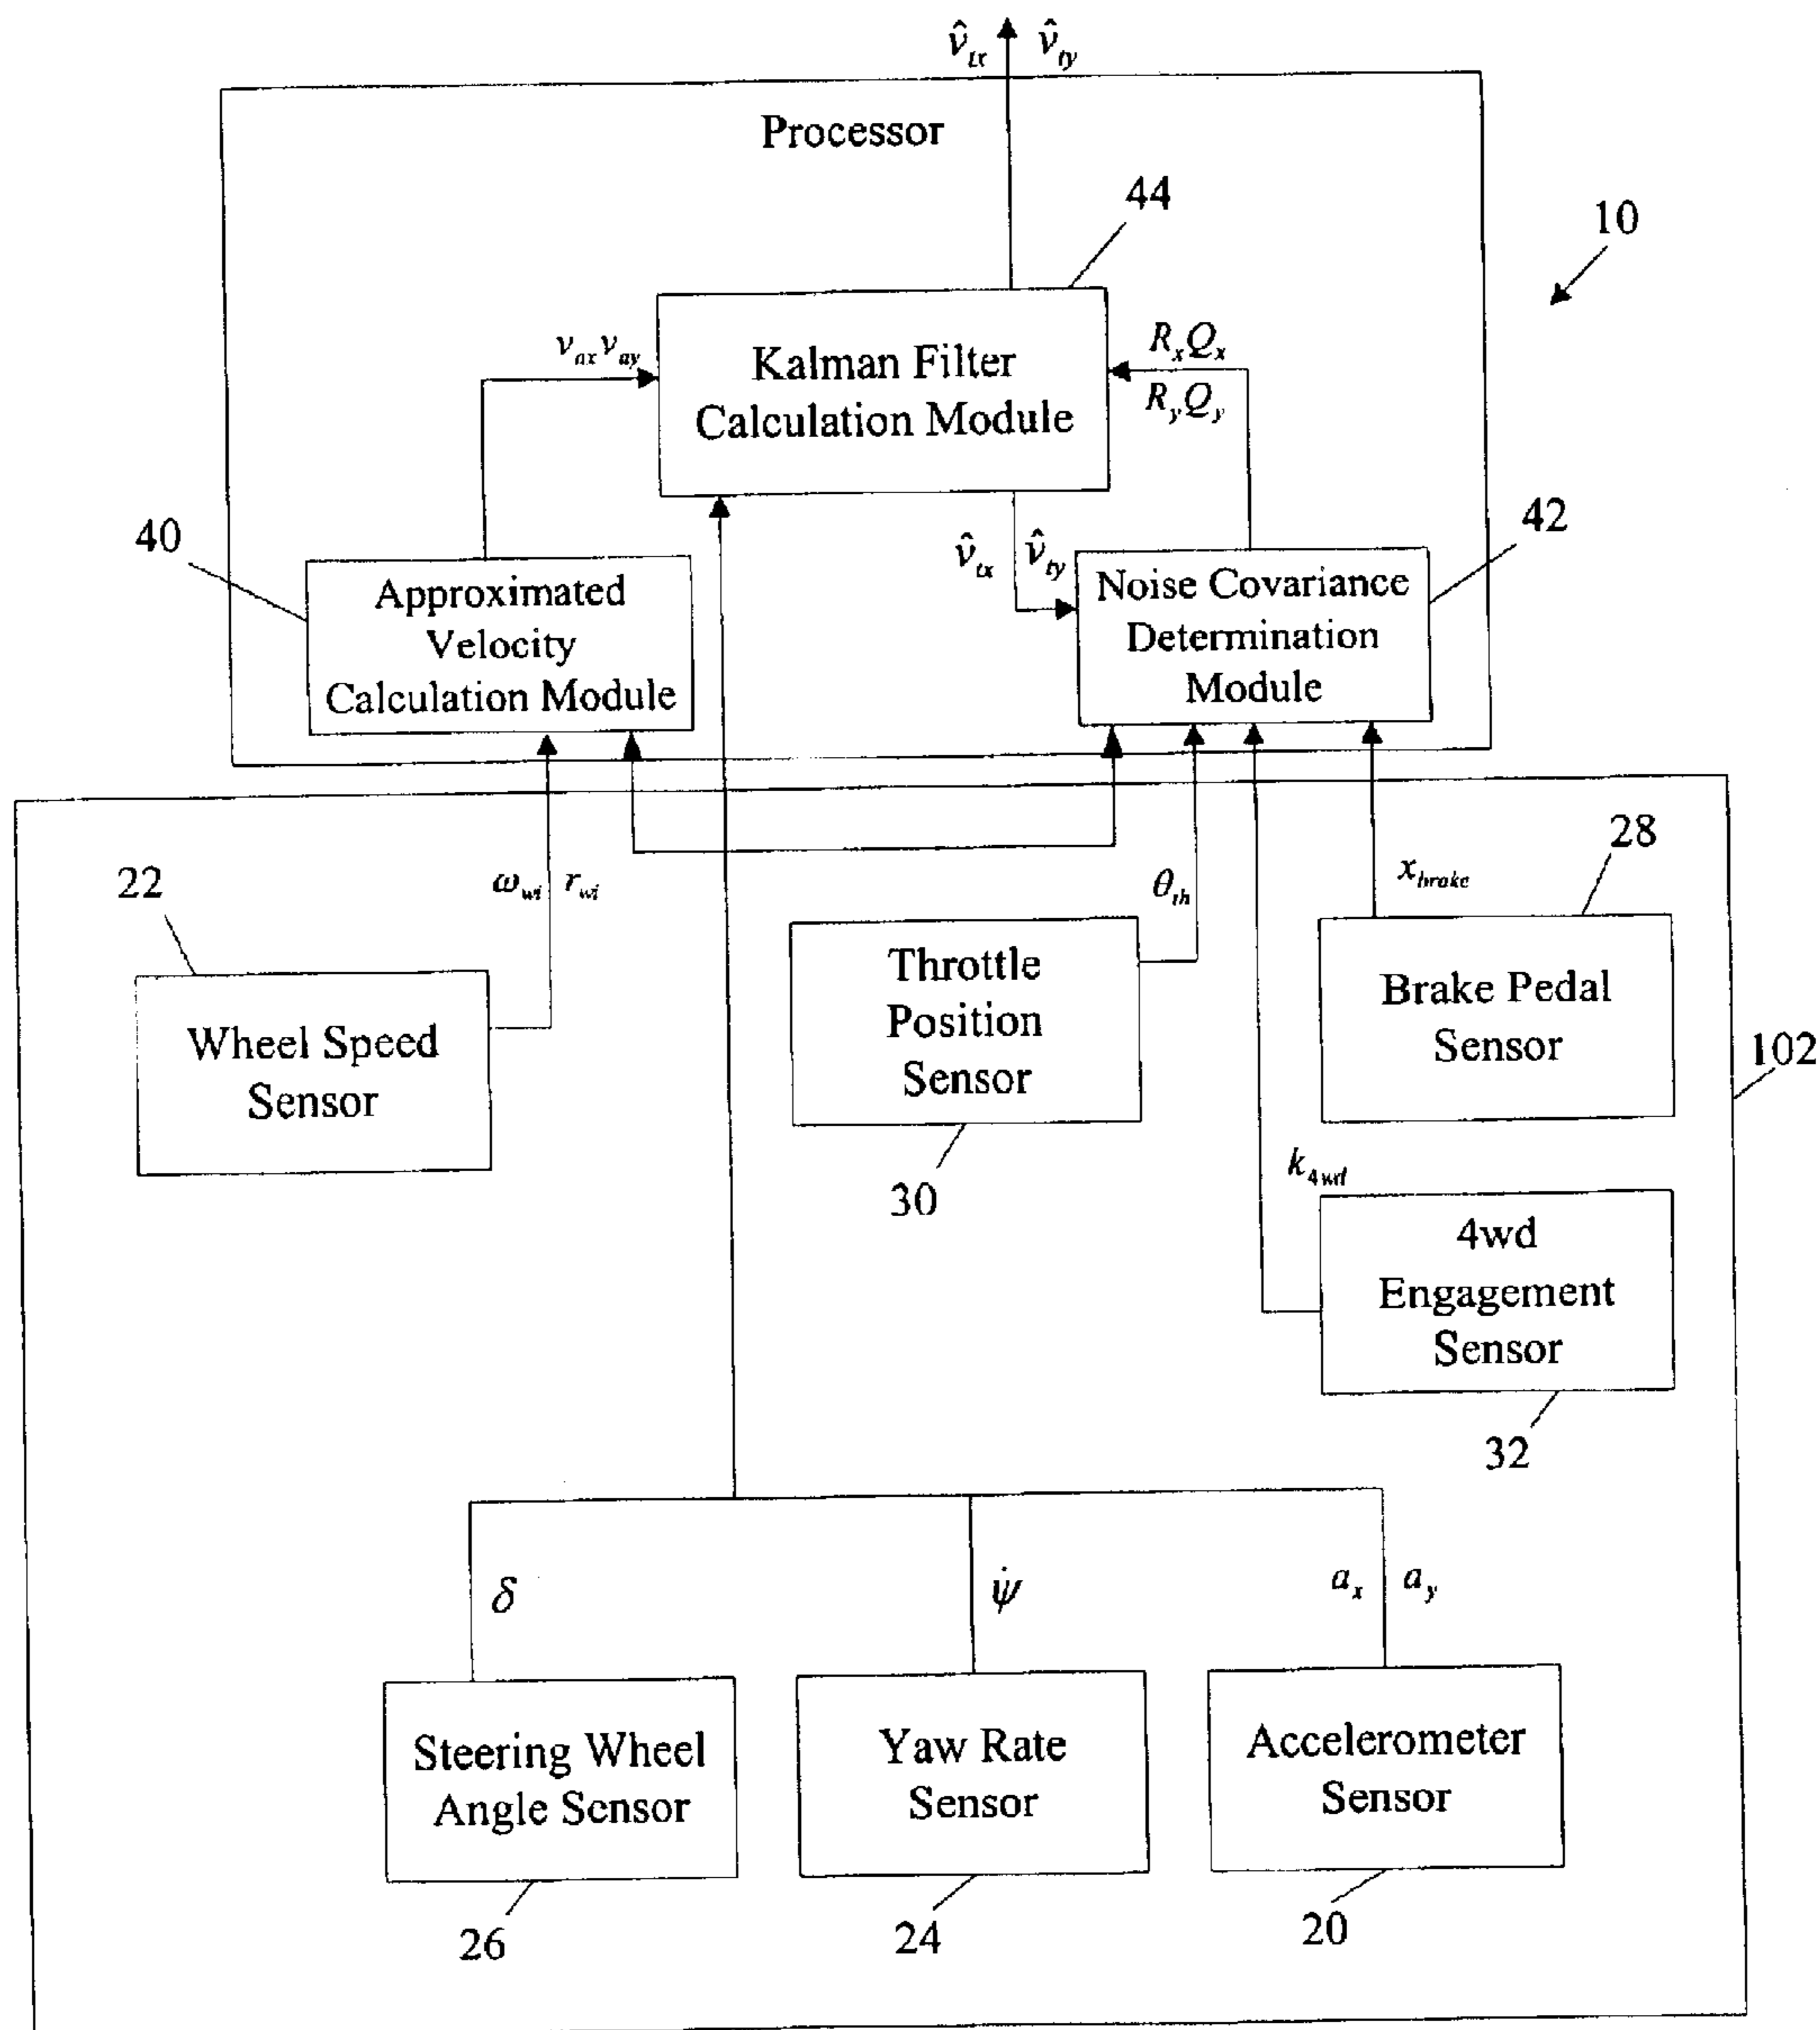 v̂tx v̂ty
Processor
44
10
Kalman Filter
Calculation Module
vax vay
RxQx
RyQy
40
42
v̂tx v̂ty
Approximated
Velocity
Calculation Module
Noise Covariance
Determination
Module
22
ωwi rwi
θth
xbrake
28
Wheel Speed
Sensor
Throttle
Position
Sensor
Brake Pedal
Sensor
102
30
k4wd
4wd
Engagement
Sensor
32
δ
ψ̇
ax ay
Steering Wheel
Angle Sensor
Yaw Rate
Sensor
Accelerometer
Sensor
26
24
20